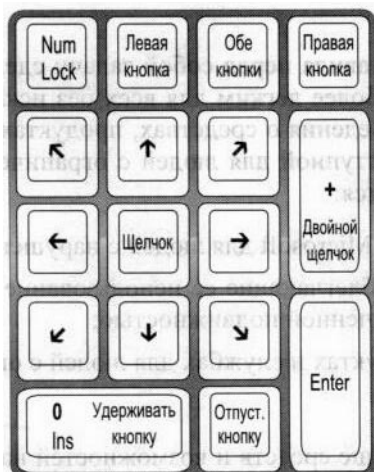 Num
Lock
Левая
кнопка
Обе
кнопки
Правая
кнопка
+
Двойной
щелчок
Щелчок
0
Ins
Удерживать
кнопку
Отпуст.
кнопку
Enter